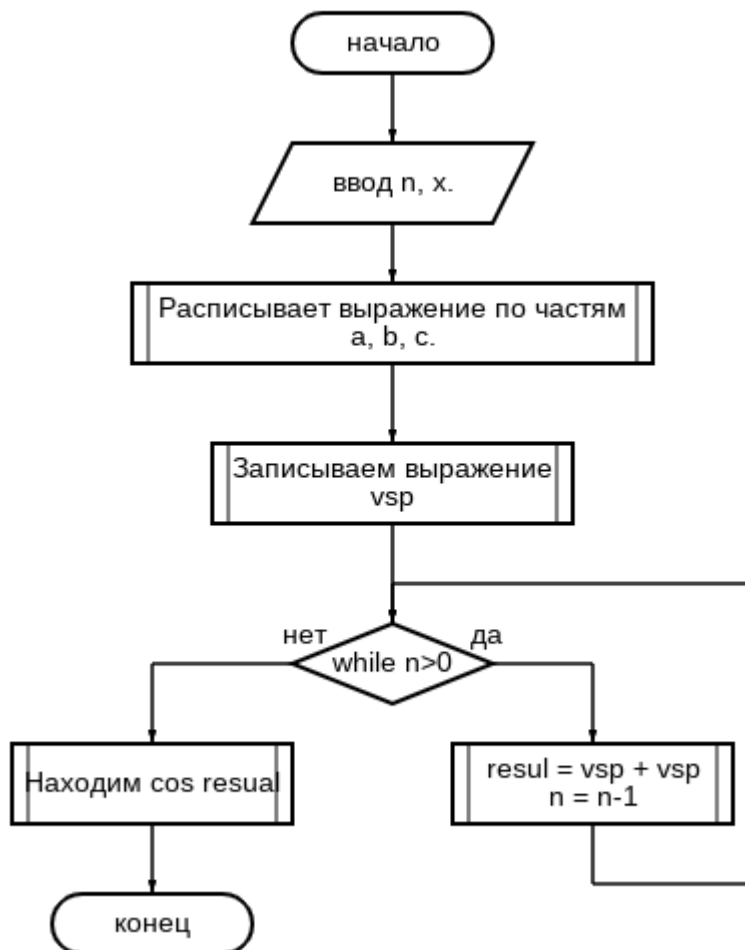 начало
ввод n, x.
Расписывает выражение по частям
a, b, c.
Записываем выражение
vsp
нет
да
while n>0
Находим cos resual
resul = vsp + vsp
n = n-1
конец